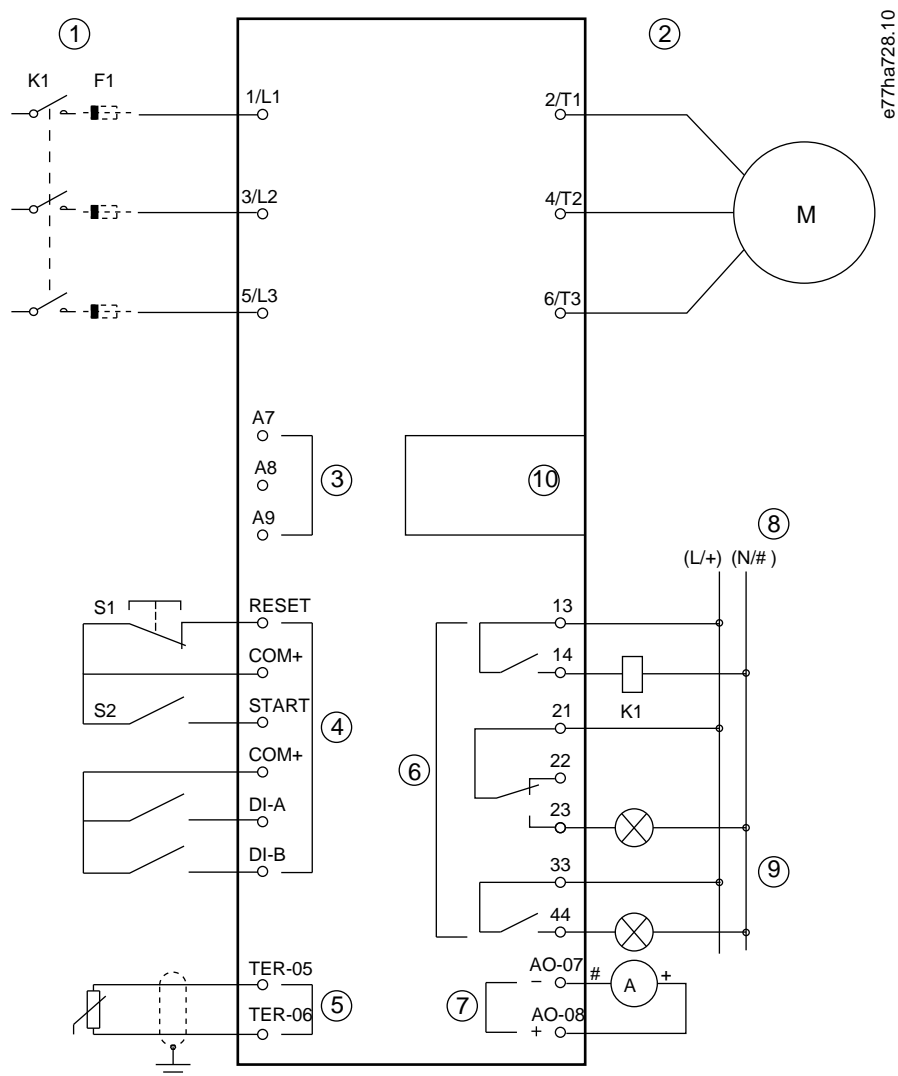 ① ②
e77ha728.10
K1 F1
1/L1 2/T1
3/L2 4/T2
M
5/L3 6/T3
A7
A8 ③ ⑩
A9
⑧
(L/+) (N/# )
S1 RESET 13
COM+ 14
S2 START 21 K1
④
COM+ 22
⑥
DI-A 23
DI-B 33 ⑨
44
TER-05 AO-07 # A +
−
⑤ ⑦
TER-06 AO-08
+